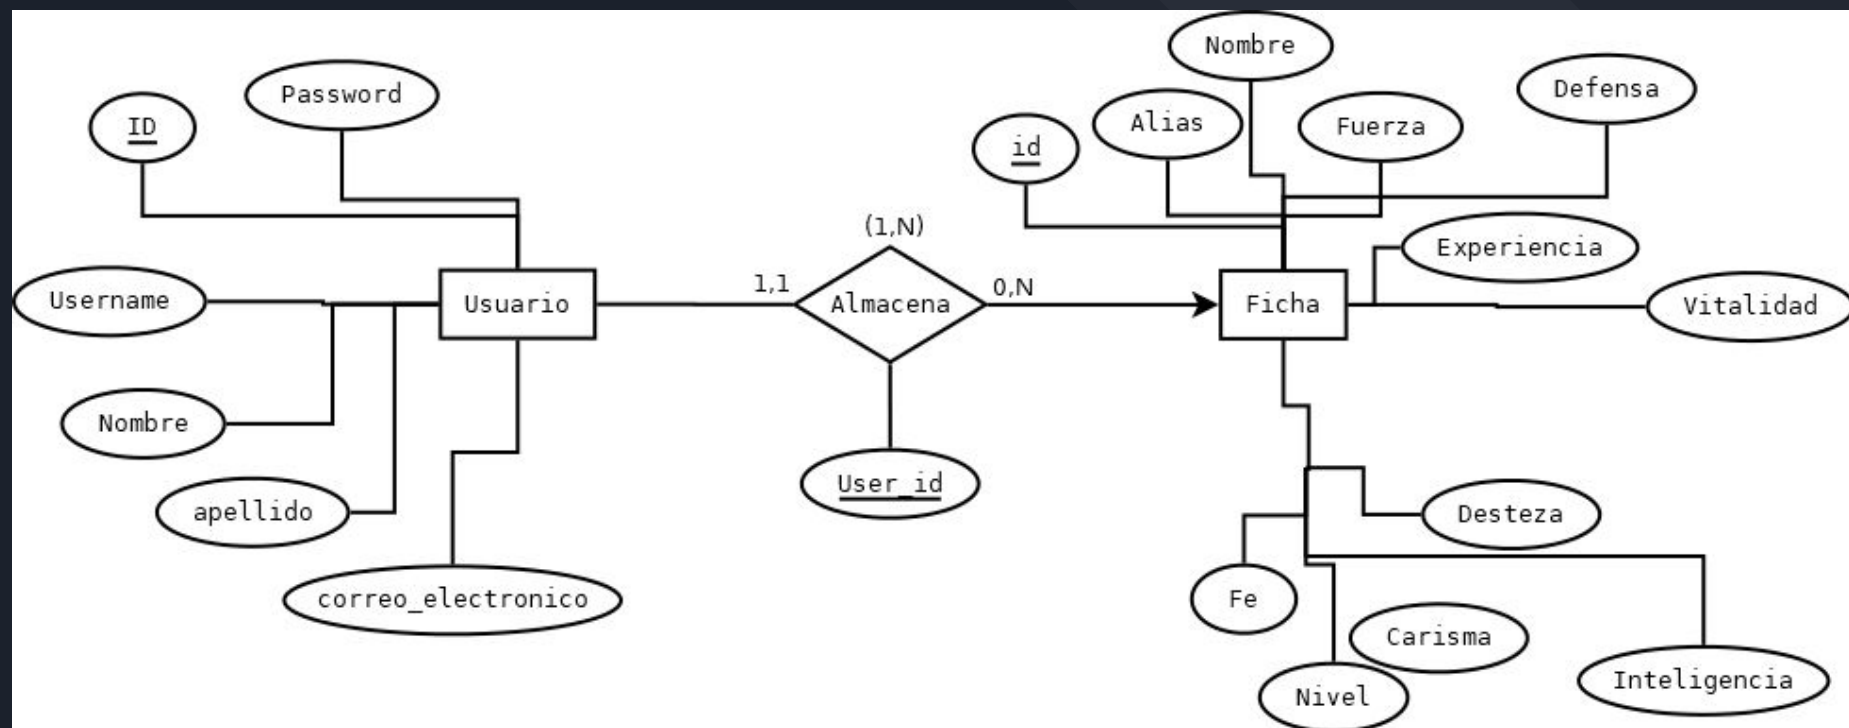 Nombre
Password
Defensa
ID
Alias
Fuerza
id
(1,N)
Experiencia
1,1
0,N
Username
Usuario
Almacena
Ficha
Vitalidad
Nombre
User_id
apellido
Desteza
correo_electronico
Fe
Carisma
Inteligencia
Nivel